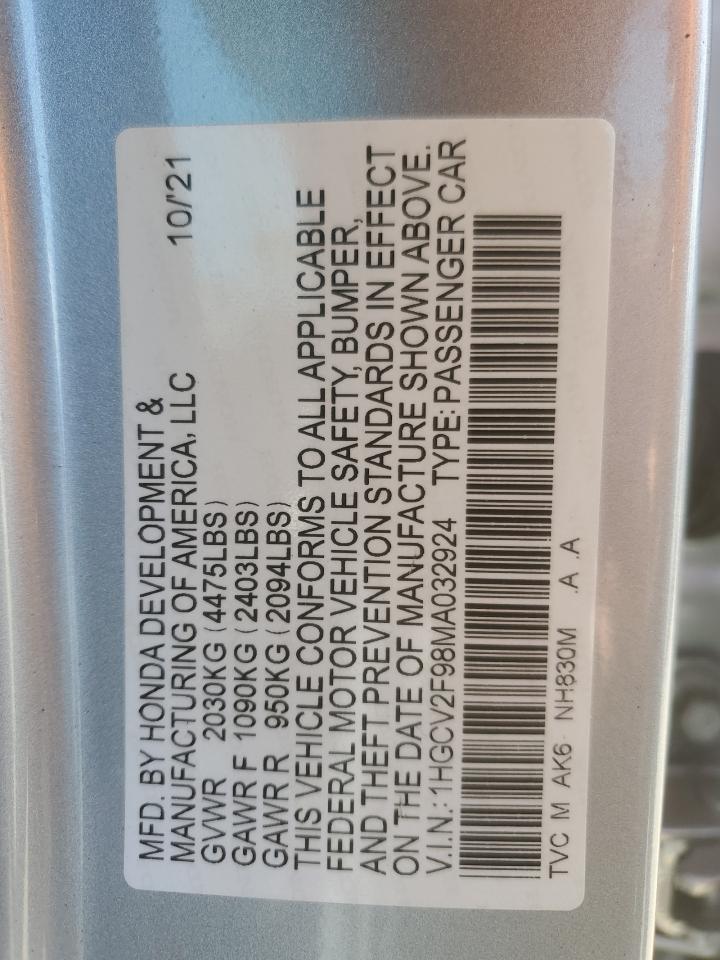 MFD. BY HONDA DEVELOPMENT &
MANUFACTURING OF AMERICA, LLC 10/'21
GVWR 2030KG (4475LBS)
GAWR F 1090KG (2403LBS)
GAWR R 950KG (2094LBS)
THIS VEHICLE CONFORMS TO ALL APPLICABLE
FEDERAL MOTOR VEHICLE SAFETY, BUMPER,
AND THEFT PREVENTION STANDARDS IN EFFECT
ON THE DATE OF MANUFACTURE SHOWN ABOVE.
V.I.N.: 1HGCV2F98MA032924 TYPE: PASSENGER CAR
TVC M AK6- NH830M .A .A